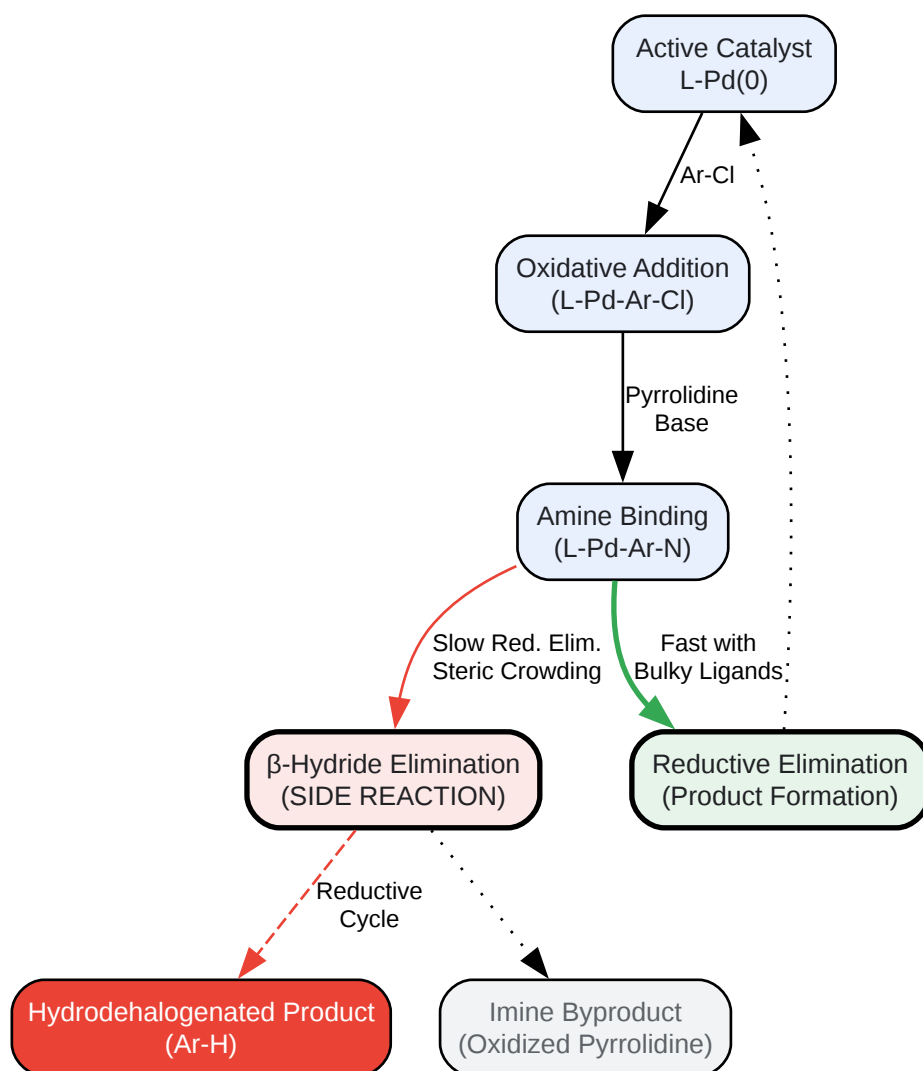 Active Catalyst
L-Pd(0)
Ar-Cl
Oxidative Addition
(L-Pd-Ar-Cl)
Pyrrolidine
Base
Amine Binding
(L-Pd-Ar-N)
Slow Red. Elim.
Steric Crowding
Fast with
Bulky Ligands
β-Hydride Elimination
(SIDE REACTION)
Reductive Elimination
(Product Formation)
Reductive
Cycle
Hydrodehalogenated Product
(Ar-H)
Imine Byproduct
(Oxidized Pyrrolidine)